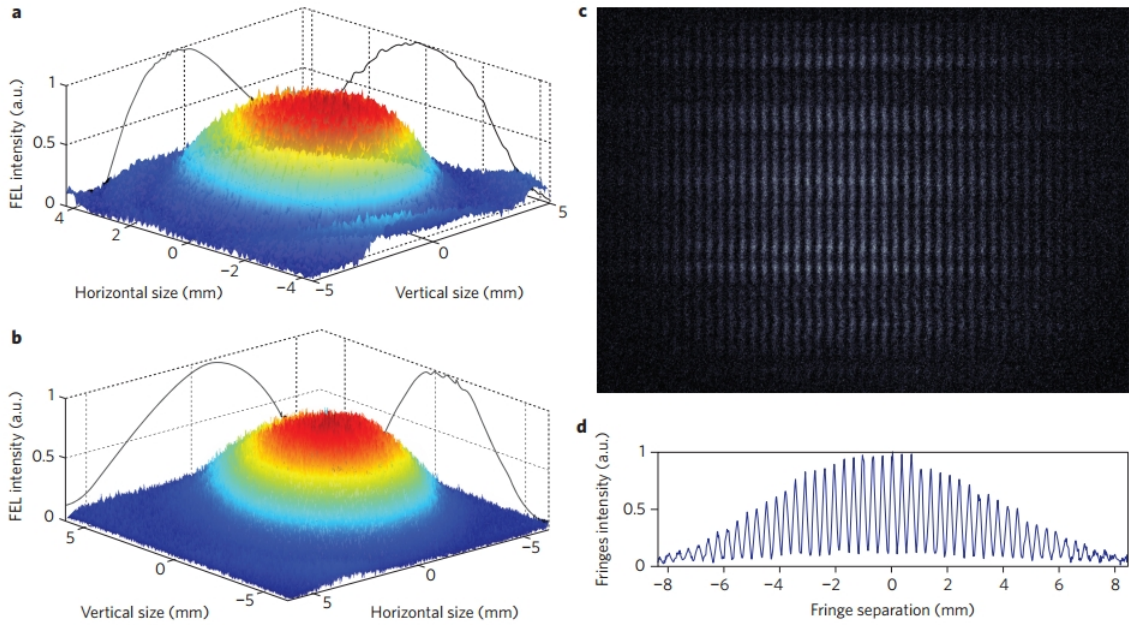 a
FEL intensity (a.u.)
1
0.5
0
4
2
0
−2
−4
Horizontal size (mm)
−5
0
5
Vertical size (mm)
b
FEL intensity (a.u.)
1
0.5
0
5
0
−5
Vertical size (mm)
5
0
−5
Horizontal size (mm)
c
d
Fringes intensity (a.u.)
1
0.5
0
−8 −6 −4 −2 0 2 4 6 8
Fringe separation (mm)